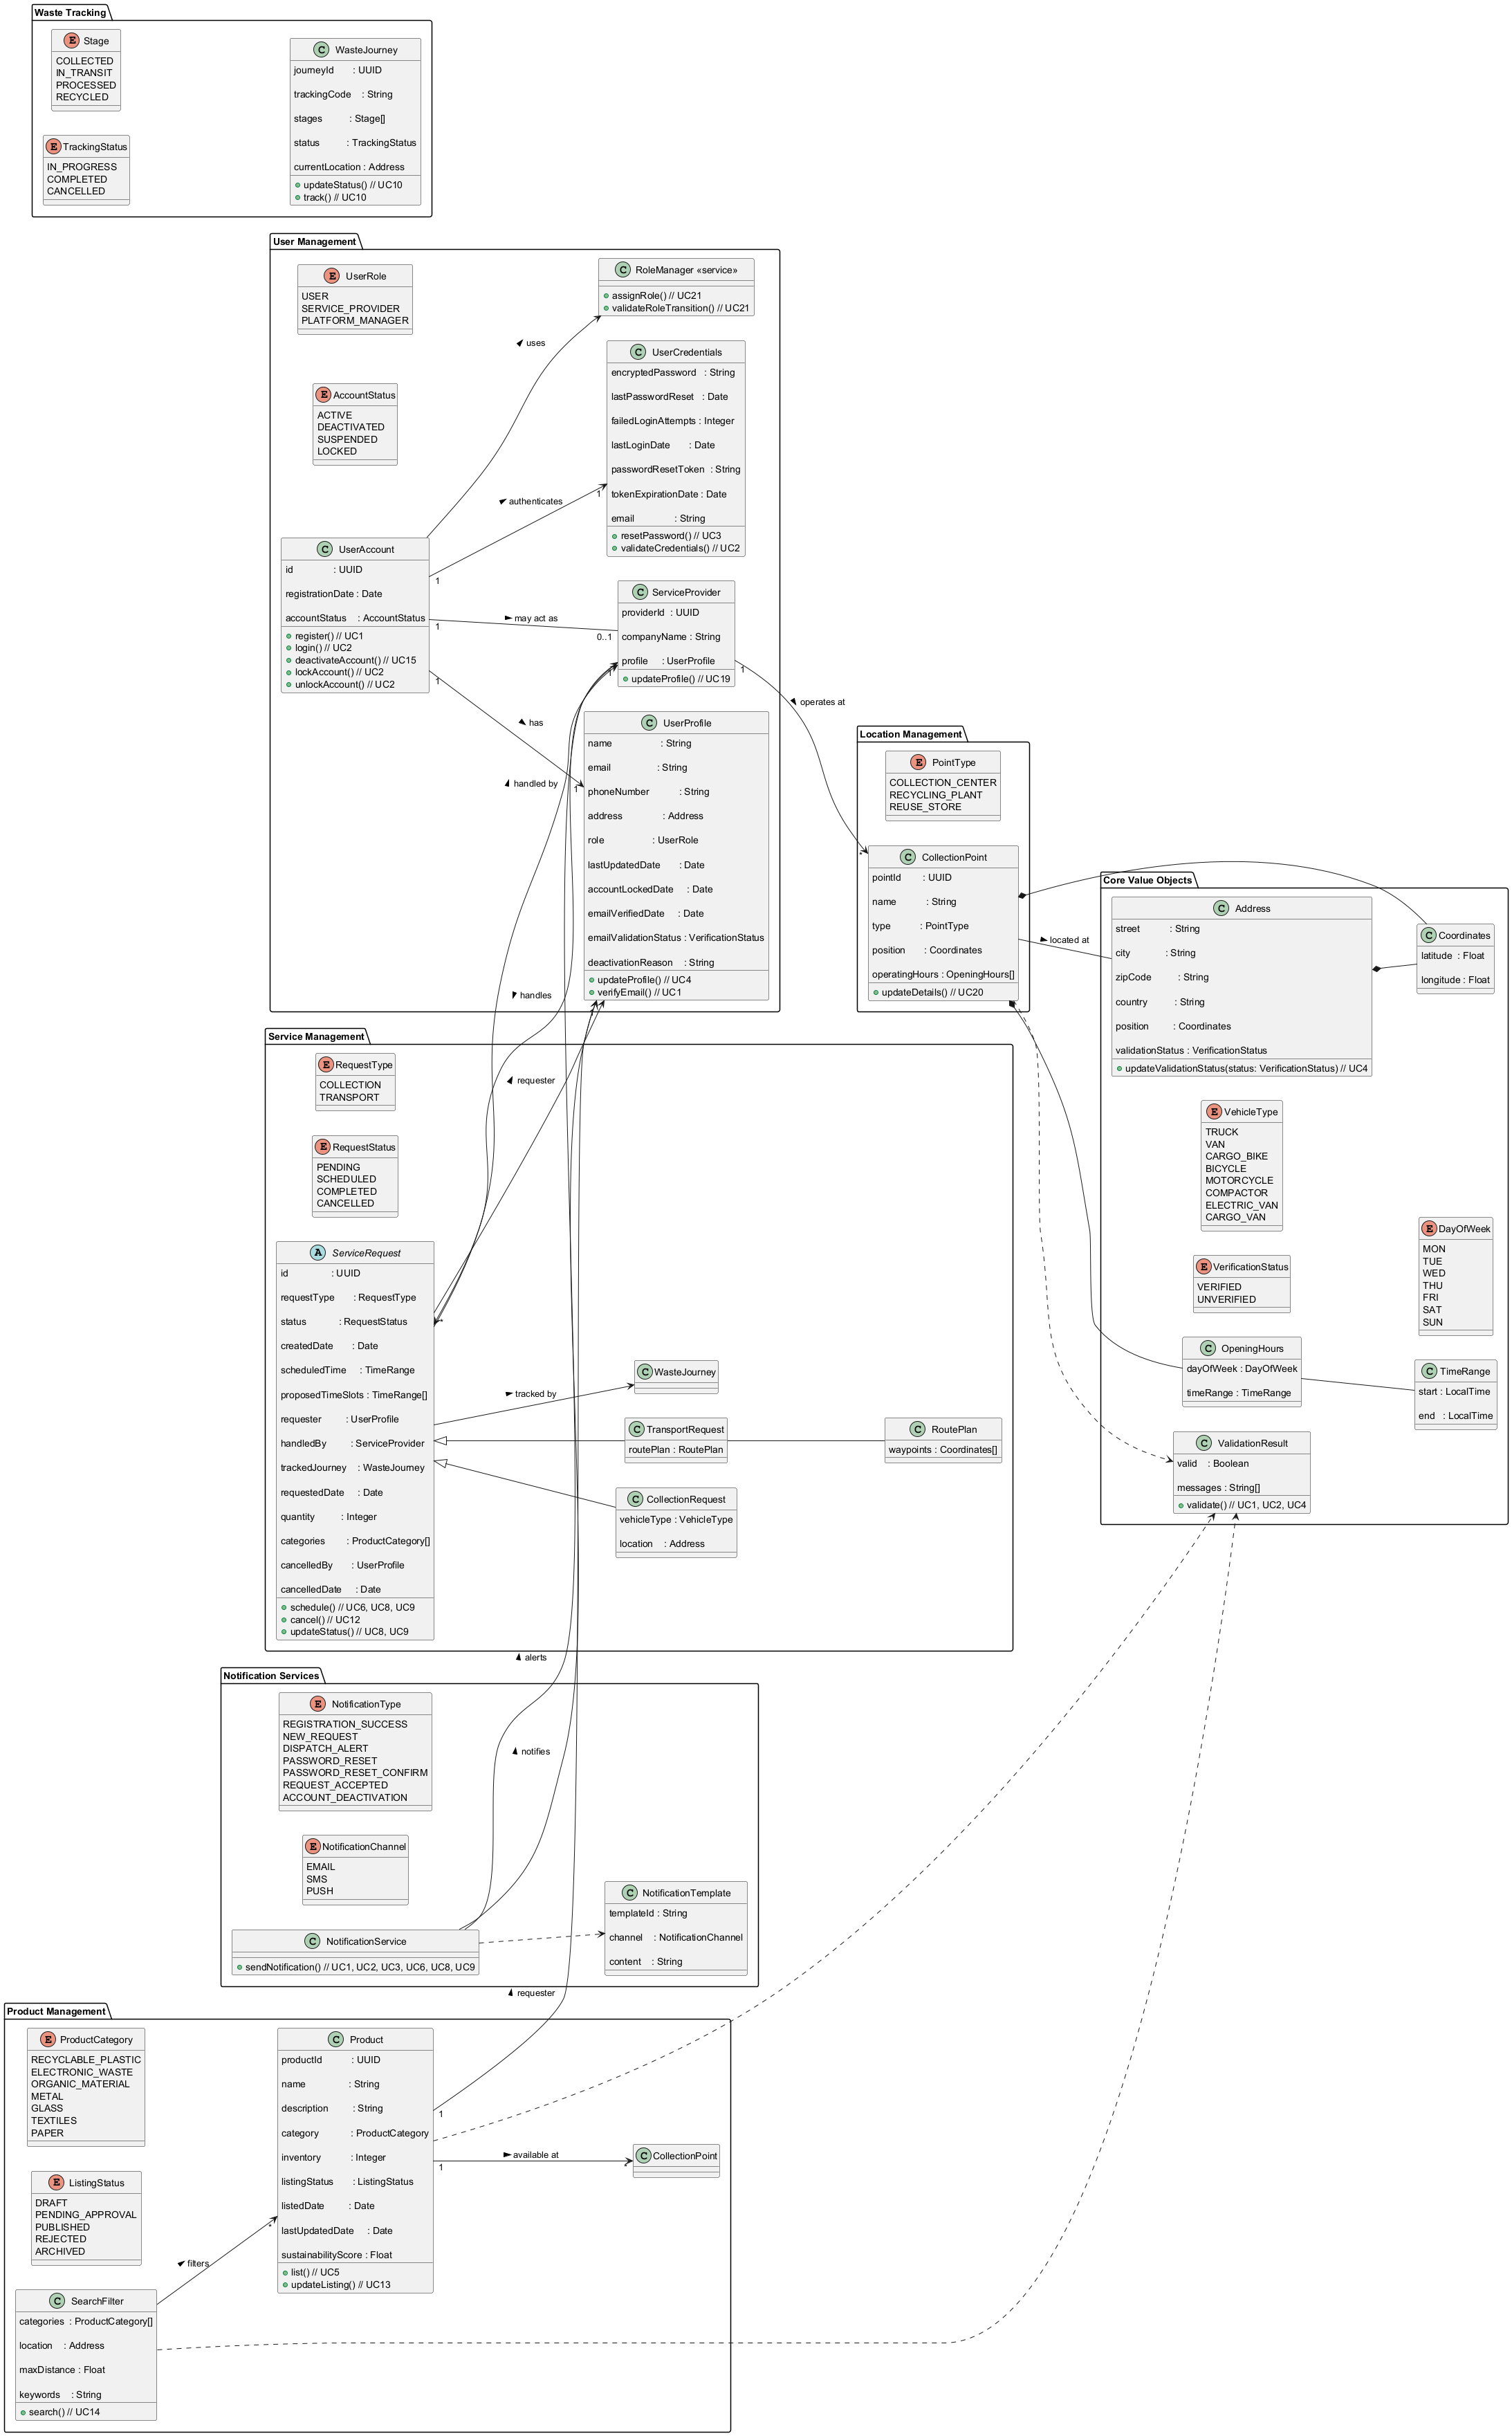 Waste Tracking
E Stage
COLLECTED
IN_TRANSIT
PROCESSED
RECYCLED
E TrackingStatus
IN_PROGRESS
COMPLETED
CANCELLED
C WasteJourney
journeyId : UUID
trackingCode : String
stages : Stage[]
status : TrackingStatus
currentLocation : Address
updateStatus() // UC10
track() // UC10
User Management
E UserRole
USER
SERVICE_PROVIDER
PLATFORM_MANAGER
E AccountStatus
ACTIVE
DEACTIVATED
SUSPENDED
LOCKED
C UserAccount
id : UUID
registrationDate : Date
accountStatus : AccountStatus
register() // UC1
login() // UC2
deactivateAccount() // UC15
lockAccount() // UC2
unlockAccount() // UC2
C RoleManager «service»
assignRole() // UC21
validateRoleTransition() // UC21
uses
C UserCredentials
encryptedPassword : String
lastPasswordReset : Date
failedLoginAttempts : Integer
lastLoginDate : Date
passwordResetToken : String
tokenExpirationDate : Date
email : String
resetPassword() // UC3
validateCredentials() // UC2
authenticates
1
1
C ServiceProvider
providerId : UUID
companyName : String
profile : UserProfile
updateProfile() // UC19
may act as
1
0..1
1
C UserProfile
name : String
email : String
phoneNumber : String
address : Address
role : UserRole
lastUpdatedDate : Date
accountLockedDate : Date
emailVerifiedDate : Date
emailValidationStatus : VerificationStatus
deactivationReason : String
updateProfile() // UC4
verifyEmail() // UC1
has
1
1
handled by
handles
requester
operates at
1
*
Location Management
E PointType
COLLECTION_CENTER
RECYCLING_PLANT
REUSE_STORE
C CollectionPoint
pointId : UUID
name : String
type : PointType
position : Coordinates
operatingHours : OpeningHours[]
updateDetails() // UC20
located at
Core Value Objects
C Address
street : String
city : String
zipCode : String
country : String
position : Coordinates
validationStatus : VerificationStatus
updateValidationStatus(status: VerificationStatus) // UC4
C Coordinates
latitude : Float
longitude : Float
E VehicleType
TRUCK
VAN
CARGO_BIKE
BICYCLE
MOTORCYCLE
COMPACTOR
ELECTRIC_VAN
CARGO_VAN
E VerificationStatus
VERIFIED
UNVERIFIED
E DayOfWeek
MON
TUE
WED
THU
FRI
SAT
SUN
C OpeningHours
dayOfWeek : DayOfWeek
timeRange : TimeRange
C TimeRange
start : LocalTime
end : LocalTime
C ValidationResult
valid : Boolean
messages : String[]
validate() // UC1, UC2, UC4
Service Management
E RequestType
COLLECTION
TRANSPORT
E RequestStatus
PENDING
SCHEDULED
COMPLETED
CANCELLED
A ServiceRequest
id : UUID
requestType : RequestType
status : RequestStatus
createdDate : Date
scheduledTime : TimeRange
proposedTimeSlots : TimeRange[]
requester : UserProfile
handledBy : ServiceProvider
trackedJourney : WasteJourney
requestedDate : Date
quantity : Integer
categories : ProductCategory[]
cancelledBy : UserProfile
cancelledDate : Date
schedule() // UC6, UC8, UC9
cancel() // UC12
updateStatus() // UC8, UC9
*
tracked by
C WasteJourney
C TransportRequest
routePlan : RoutePlan
C RoutePlan
waypoints : Coordinates[]
C CollectionRequest
vehicleType : VehicleType
location : Address
alerts
Notification Services
E NotificationType
REGISTRATION_SUCCESS
NEW_REQUEST
DISPATCH_ALERT
PASSWORD_RESET
PASSWORD_RESET_CONFIRM
REQUEST_ACCEPTED
ACCOUNT_DEACTIVATION
notifies
E NotificationChannel
EMAIL
SMS
PUSH
C NotificationService
sendNotification() // UC1, UC2, UC3, UC6, UC8, UC9
C NotificationTemplate
templateId : String
channel : NotificationChannel
content : String
requester
Product Management
E ProductCategory
RECYCLABLE_PLASTIC
ELECTRONIC_WASTE
ORGANIC_MATERIAL
METAL
GLASS
TEXTILES
PAPER
E ListingStatus
DRAFT
PENDING_APPROVAL
PUBLISHED
REJECTED
ARCHIVED
C SearchFilter
categories : ProductCategory[]
location : Address
maxDistance : Float
keywords : String
search() // UC14
filters
*
C Product
productId : UUID
name : String
description : String
category : ProductCategory
inventory : Integer
listingStatus : ListingStatus
listedDate : Date
lastUpdatedDate : Date
sustainabilityScore : Float
list() // UC5
updateListing() // UC13
1
available at
1
*
C CollectionPoint